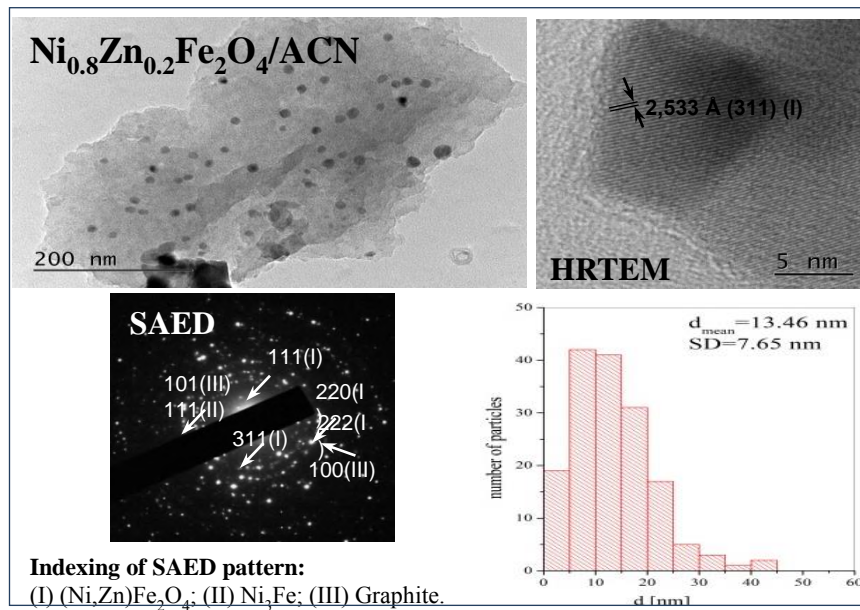 Ni0.8Zn0.2Fe2O4/ACN
200 nm
2,533 Å (311) (I)
HRTEM
5 nm
SAED
111(I)
101(III)
111(II)
220(I
)
222(I
)
311(I)
100(III)
dmean=13.46 nm
SD=7.65 nm
50
40
30
20
10
0
number of particles
0 10 20 30 40 50 60
d [nm]
Indexing of SAED pattern:
(I) (Ni,Zn)Fe2O4; (II) Ni3Fe; (III) Graphite.